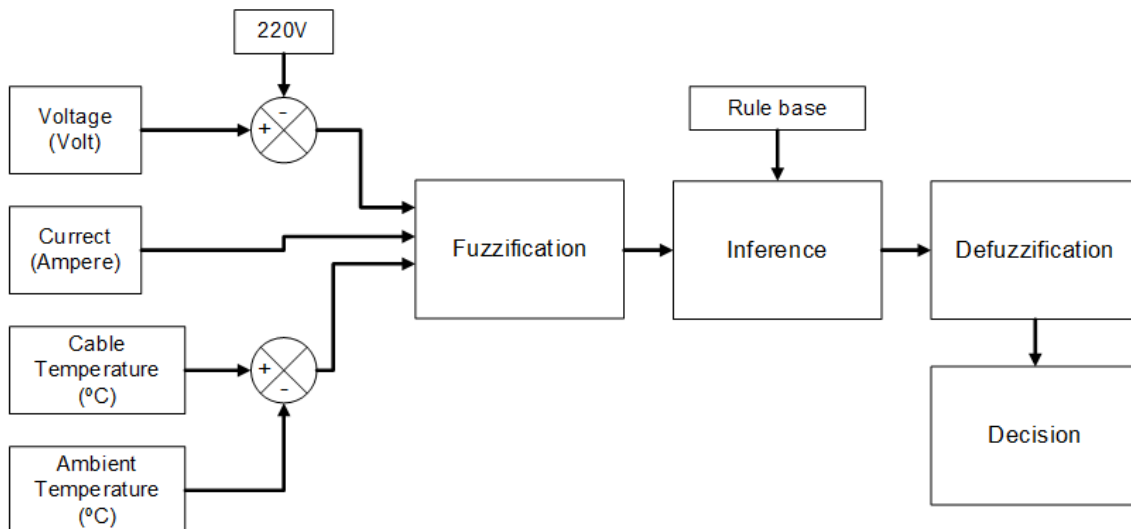 220V
Voltage
(Volt)
-
+
Rule base
Currect
(Ampere)
Fuzzification
Inference
Defuzzification
Cable
Temperature
(ºC)
+
-
Decision
Ambient
Temperature
(ºC)